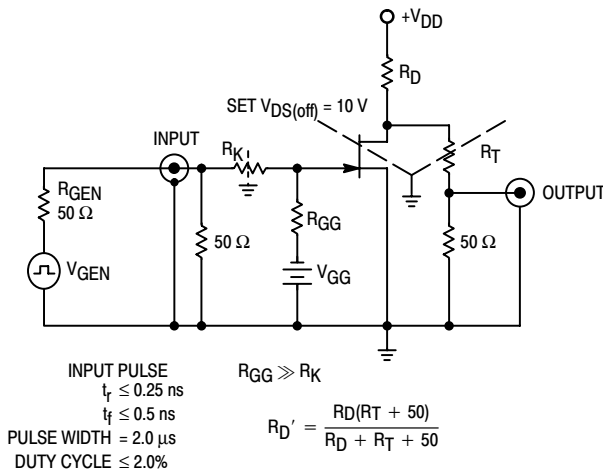 +VDD
RD
SET VDS(off) = 10 V
INPUT
RK
RT
RGEN
50 Ω
OUTPUT
RGG
50 Ω
50 Ω
VGEN
VGG
INPUT PULSE
tr ≤ 0.25 ns
tf ≤ 0.5 ns
PULSE WIDTH = 2.0 μs
DUTY CYCLE ≤ 2.0%
RGG ≫ RK
RD′ = RD(RT + 50)
RD + RT + 50